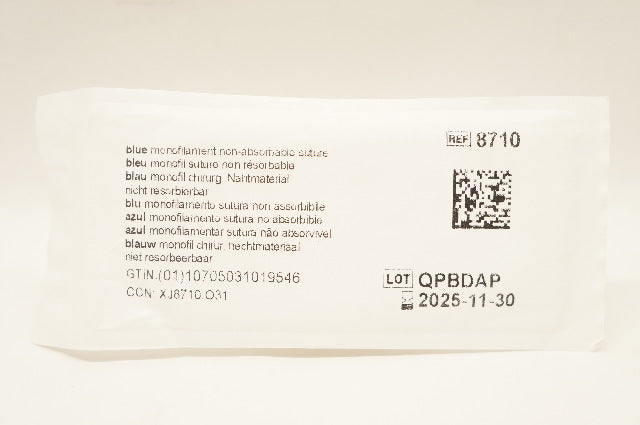 blue monofilament non-absorbable suture
bleu monofil suture non résorbable
blau monofil chirurg. Nahtmaterial
nicht resorbierbar
blu monofilamento sutura non assorbibile
azul monofilamento sutura no absorbible
azul monofilamentar sutura não absorvível
blauw monofil chirur. hechtmateriaal
niet resorbeerbaar
GTIN:(01)10705031019546
CCN: XJ8710.O31
REF 8710
LOT QPBDAP
2025-11-30